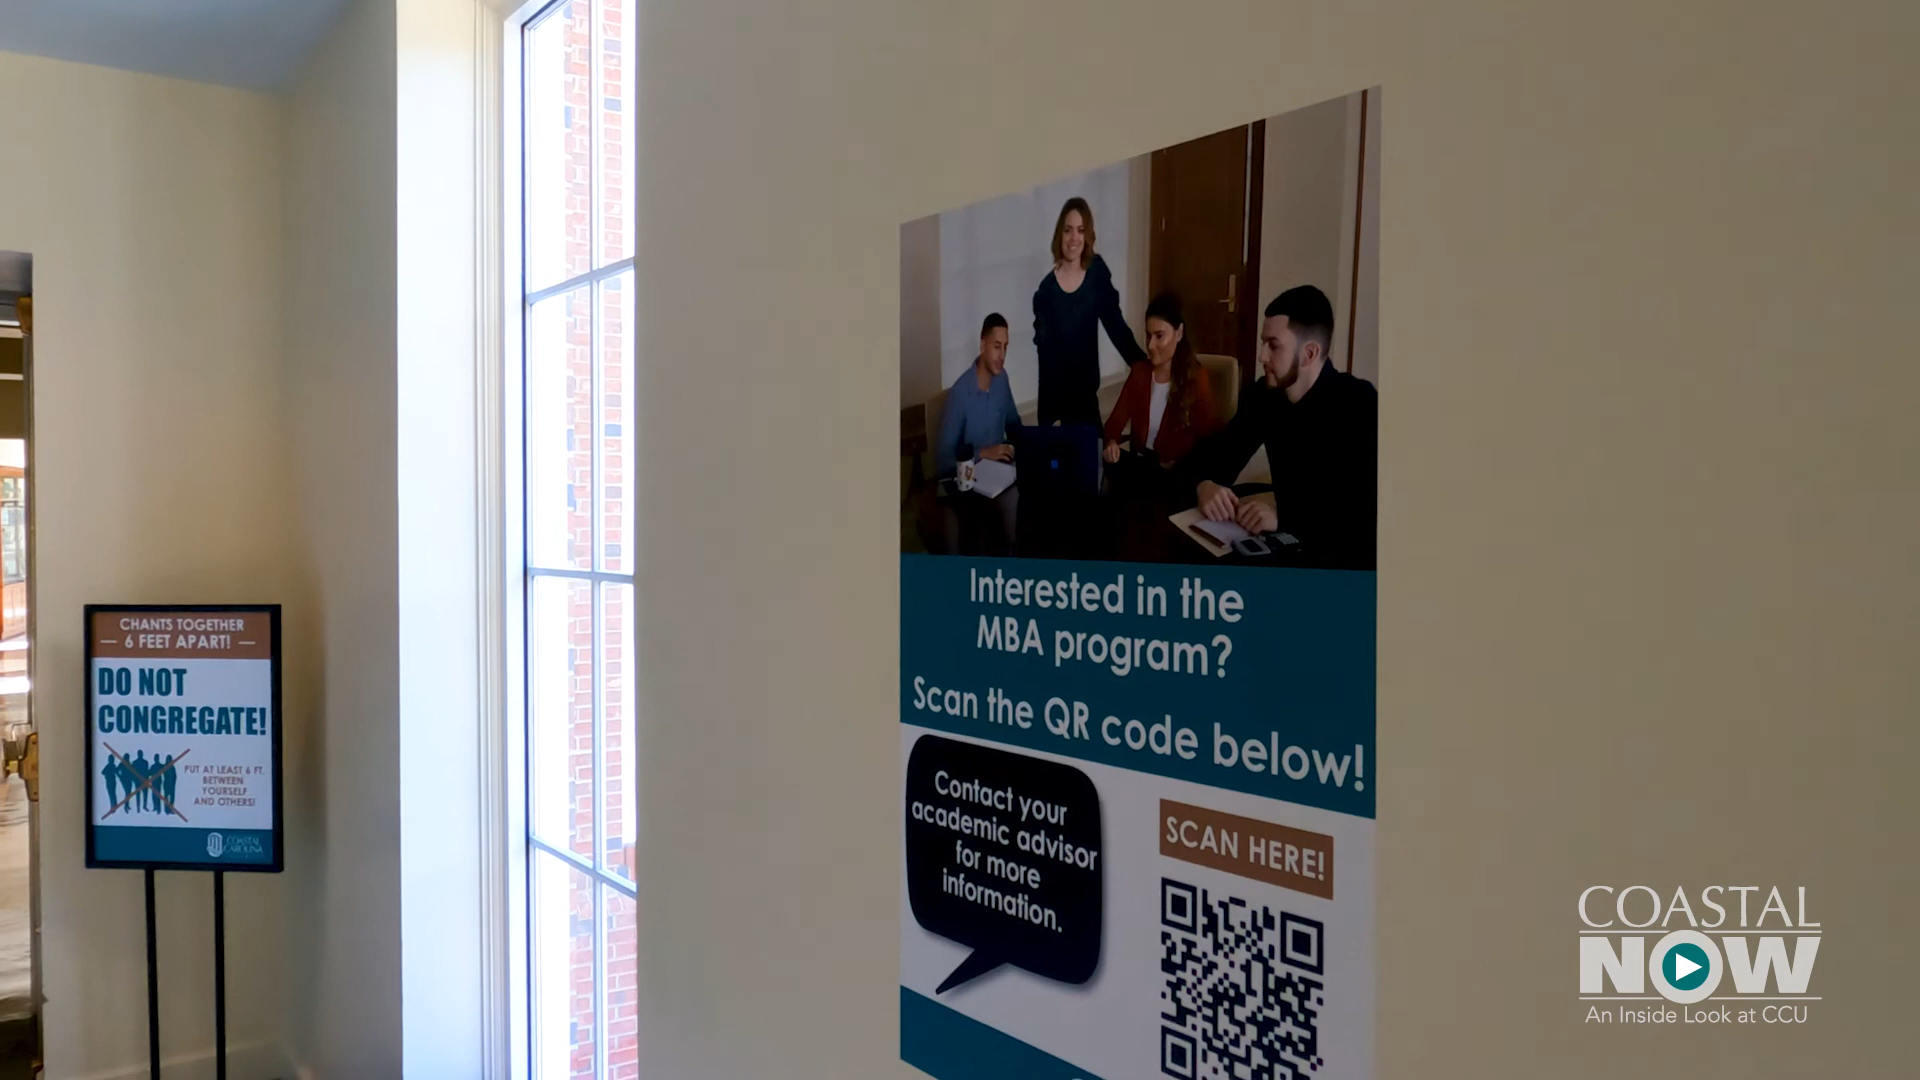 CHANTS TOGETHER
— 6 FEET APART! —
DO NOT
CONGREGATE!
PUT AT LEAST 6 FT.
BETWEEN
YOURSELF
AND OTHERS!
COASTAL
CAROLINA
Interested in the
MBA program?
Scan the QR code below!
Contact your
academic advisor
for more
information.
SCAN HERE!
COASTAL
NOW
An Inside Look at CCU